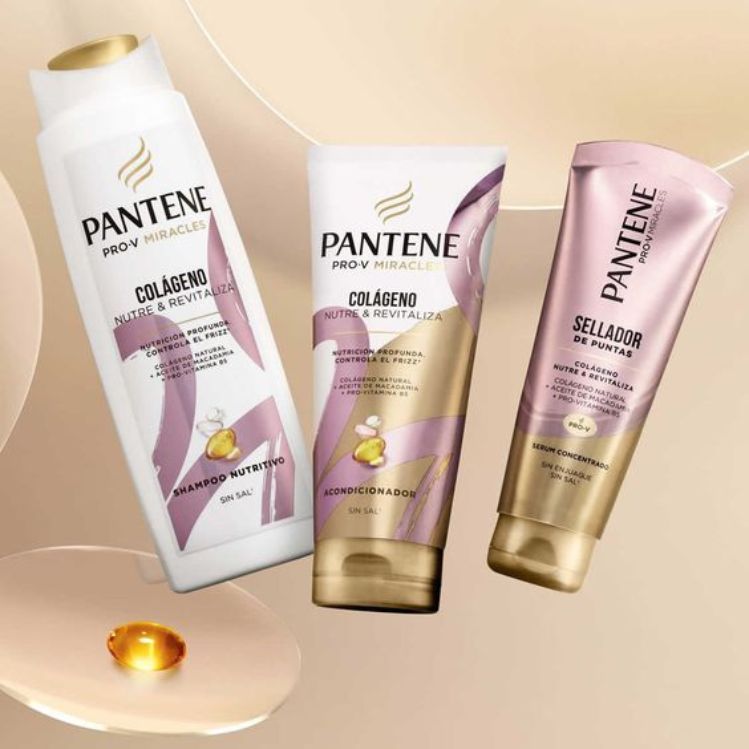 PANTENE
PRO-V MIRACLES
COLÁGENO
NUTRE & REVITALIZA
NUTRICIÓN PROFUNDA.
CONTROLA EL FRIZZ*
COLÁGENO NATURAL
+ ACEITE DE MACADAMIA
+ PRO-VITAMINA B5
SHAMPOO NUTRITIVO
SIN SAL*
PANTENE
PRO-V MIRACLES
COLÁGENO
NUTRE & REVITALIZA
NUTRICIÓN PROFUNDA.
CONTROLA EL FRIZZ*
COLÁGENO NATURAL
+ ACEITE DE MACADAMIA
+ PRO-VITAMINA B5
ACONDICIONADOR
SIN SAL*
PANTENE
PRO-V MIRACLES
SELLADOR
DE PUNTAS
COLÁGENO
NUTRE & REVITALIZA
COLÁGENO NATURAL
+ ACEITE DE MACADAMIA
+ PRO-VITAMINA B5
PRO-V
SERUM CONCENTRADO
SIN ENJUAGUE
SIN SAL*